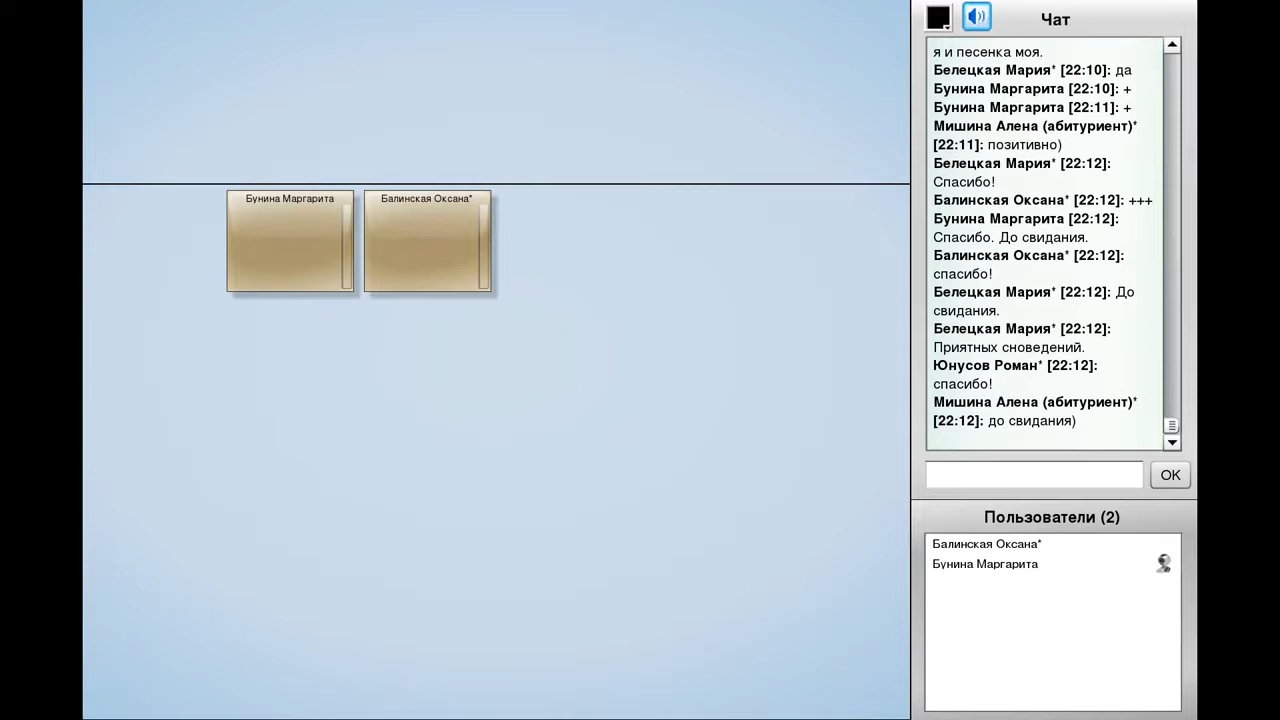 Бунина Маргарита
Балинская Оксана*
Чат
я и песенка моя.
Белецкая Мария* [22:10]: да
Бунина Маргарита [22:10]: +
Бунина Маргарита [22:11]: +
Мишина Алена (абитуриент)*
[22:11]: позитивно)
Белецкая Мария* [22:12]:
Спасибо!
Балинская Оксана* [22:12]: +++
Бунина Маргарита [22:12]:
Спасибо. До свидания.
Балинская Оксана* [22:12]:
спасибо!
Белецкая Мария* [22:12]: До
свидания.
Белецкая Мария* [22:12]:
Приятных сноведений.
Юнусов Роман* [22:12]:
спасибо!
Мишина Алена (абитуриент)*
[22:12]: до свидания)
OK
Пользователи (2)
Балинская Оксана*
Бунина Маргарита